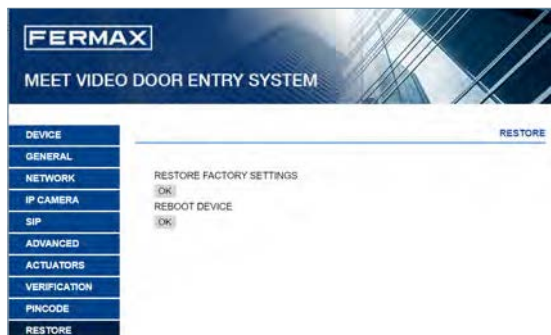 FERMAX
MEET VIDEO DOOR ENTRY SYSTEM
DEVICE
GENERAL
NETWORK
IP CAMERA
SIP
ADVANCED
ACTUATORS
VERIFICATION
PINCODE
RESTORE
RESTORE
RESTORE FACTORY SETTINGS
OK
REBOOT DEVICE
OK